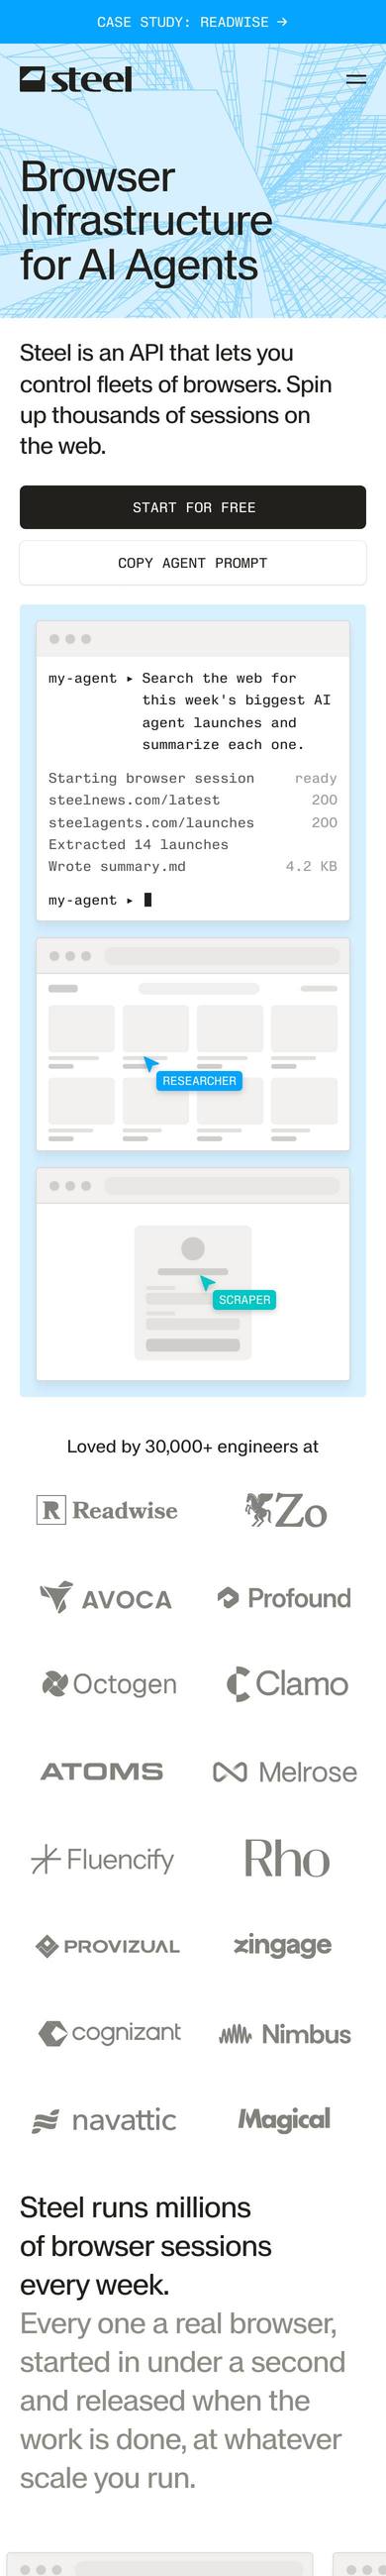 CASE STUDY: READWISE →
steel
Browser
Infrastructure
for AI Agents
Steel is an API that lets you
control fleets of browsers. Spin
up thousands of sessions on
the web.
START FOR FREE
COPY AGENT PROMPT
my-agent ▸ Search the web for
this week's biggest AI
agent launches and
summarize each one.
Starting browser session ready
steelnews.com/latest 200
steelagents.com/launches 200
Extracted 14 launches
Wrote summary.md 4.2 KB
my-agent ▸
RESEARCHER
SCRAPER
Loved by 30,000+ engineers at
R Readwise Zo
AVOCA Profound
Octogen Clamo
ATOMS Melrose
Fluencify Rho
PROVIZUAL zingage
cognizant Nimbus
navattic Magical
Steel runs millions
of browser sessions
every week.
Every one a real browser,
started in under a second
and released when the
work is done, at whatever
scale you run.